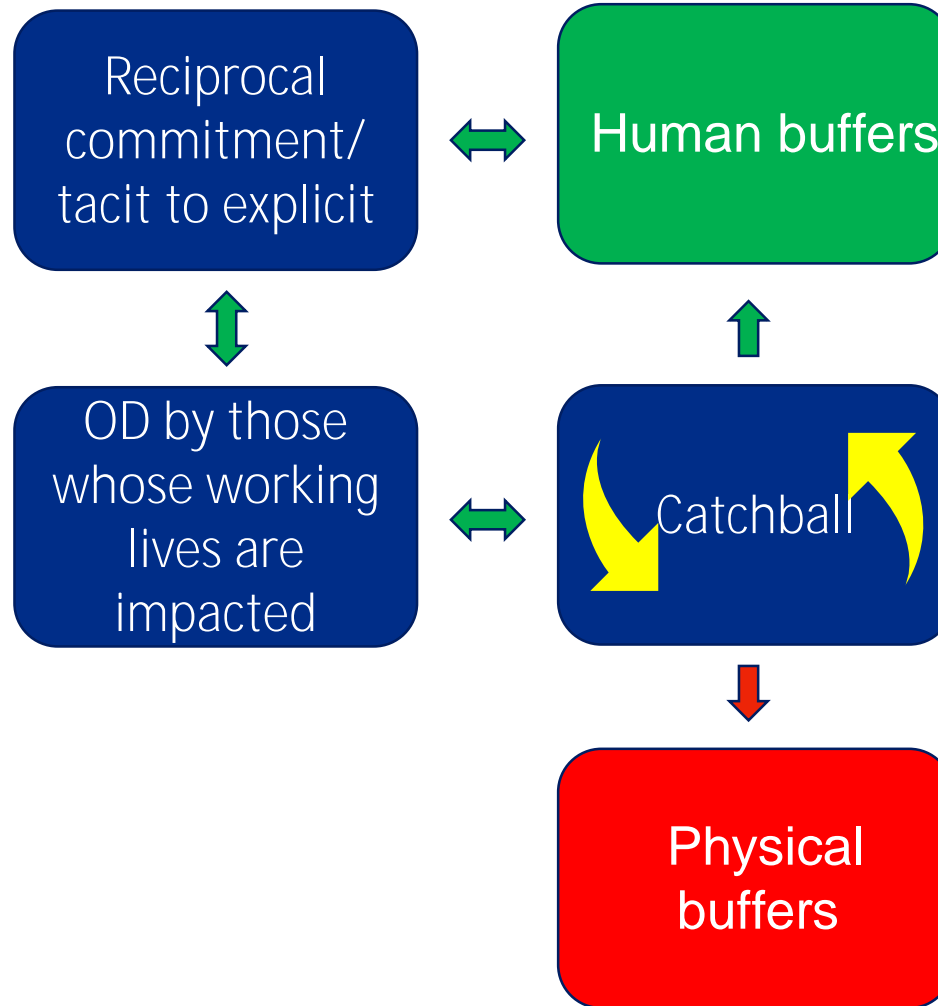 Reciprocal
commitment/
tacit to explicit
Human buffers
OD by those
whose working
lives are
impacted
Catchball
Physical
buffers